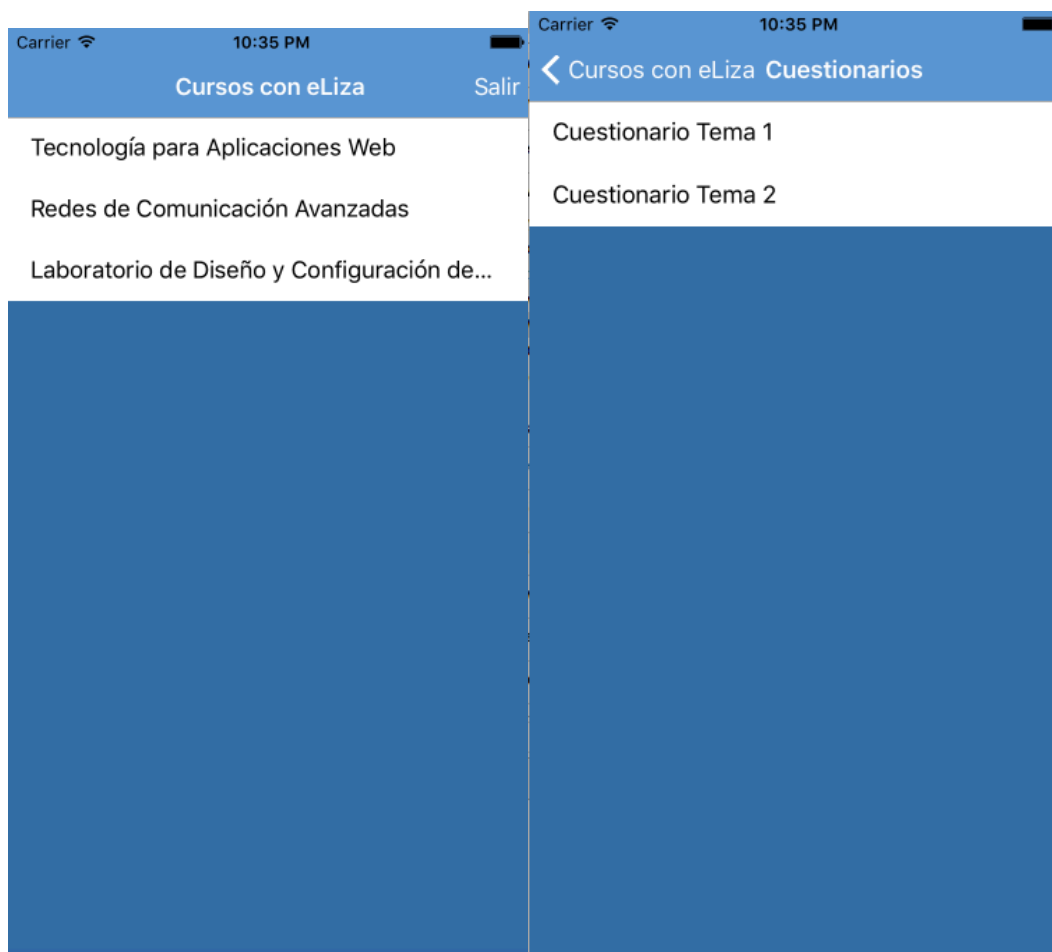 Carrier 10:35 PM
Cursos con eLiza Salir
Tecnología para Aplicaciones Web
Redes de Comunicación Avanzadas
Laboratorio de Diseño y Configuración de...
Carrier 10:35 PM
Cursos con eLiza Cuestionarios
Cuestionario Tema 1
Cuestionario Tema 2